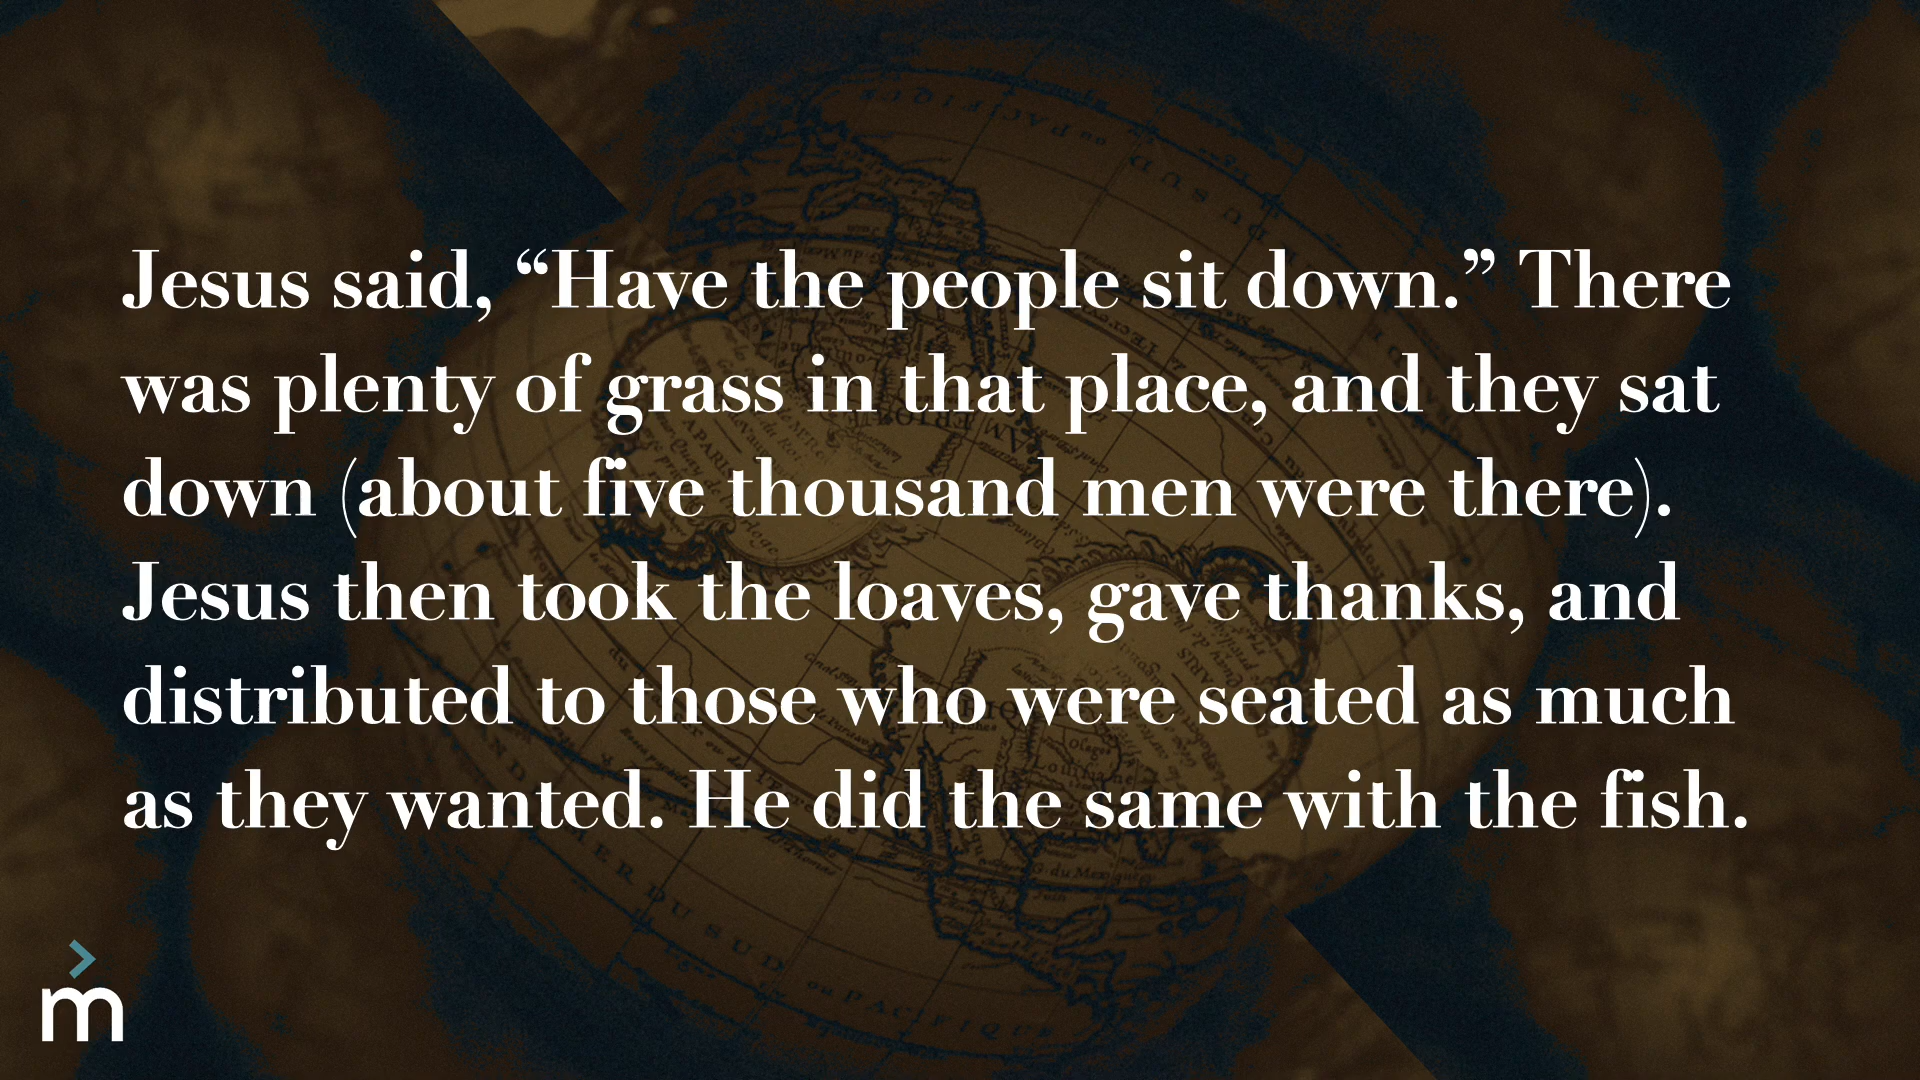 Jesus said, “Have the people sit down.” There
was plenty of grass in that place, and they sat
down (about five thousand men were there).
Jesus then took the loaves, gave thanks, and
distributed to those who were seated as much
as they wanted. He did the same with the fish.
m